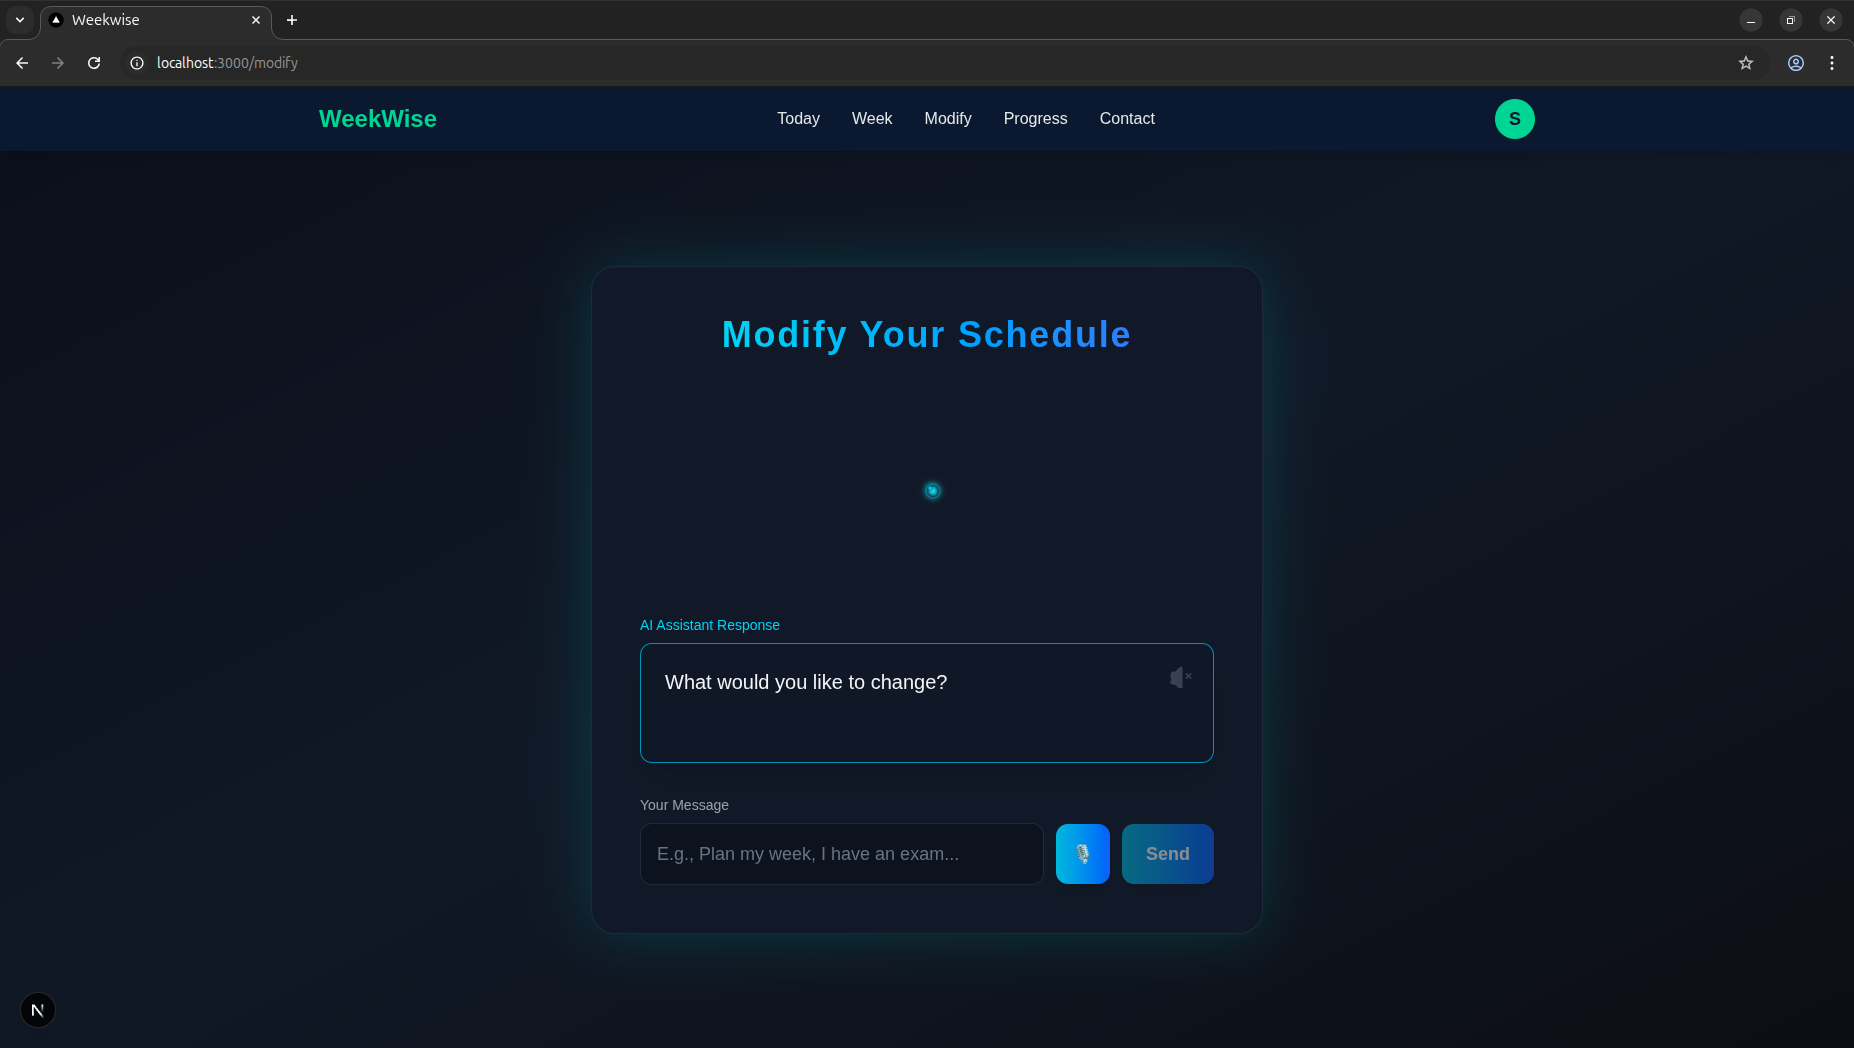 Weekwise
localhost:3000/modify
WeekWise
Today Week Modify Progress Contact
S
Modify Your Schedule
AI Assistant Response
What would you like to change?
Your Message
E.g., Plan my week, I have an exam...
Send
N